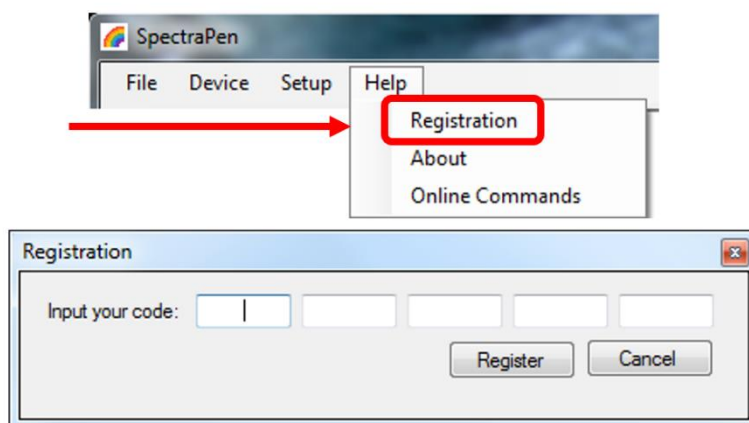 SpectraPen
File Device Setup Help
Registration
About
Online Commands
Registration
Input your code:
Register Cancel